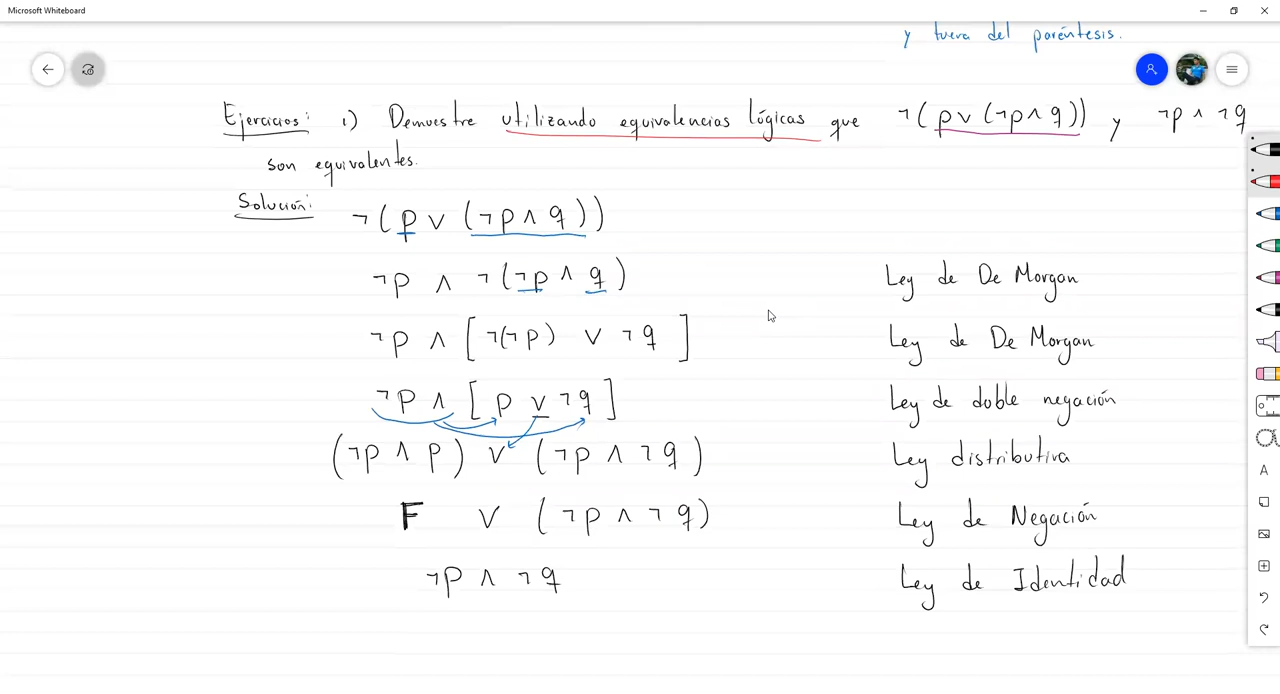 Microsoft Whiteboard
y fuera del paréntesis.
Ejercicios: 1) Demuestre utilizando equivalencias lógicas que ¬(p∨(¬p∧q)) y ¬p ∧ ¬q
son equivalentes.
Solución:
¬(p ∨ (¬p ∧ q))
¬p ∧ ¬(¬p ∧ q) Ley de De Morgan
¬p ∧ [¬(¬p) ∨ ¬q] Ley de De Morgan
¬p ∧ [p ∨ ¬q] Ley de doble negación
(¬p ∧ p) ∨ (¬p ∧ ¬q) Ley distributiva
F ∨ (¬p ∧ ¬q) Ley de Negación
¬p ∧ ¬q Ley de Identidad
A